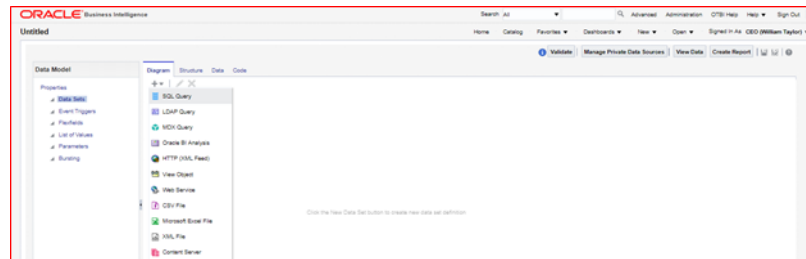 ORACLE Business Intelligence Search All Advanced Administration OTBI Help Help Sign Out
Untitled Home Catalog Favorites Dashboards New Open Signed In As CEO (William Taylor)
Validate Manage Private Data Sources View Data Create Report
Data Model
Properties
Data Sets
Event Triggers
Flexfields
List of Values
Parameters
Bursting
Diagram Structure Data Code
SQL Query
LDAP Query
MDX Query
Oracle BI Analysis
HTTP (XML Feed)
View Object
Web Service
CSV File
Microsoft Excel File
XML File
Content Server
Click the New Data Set button to create new data set definition